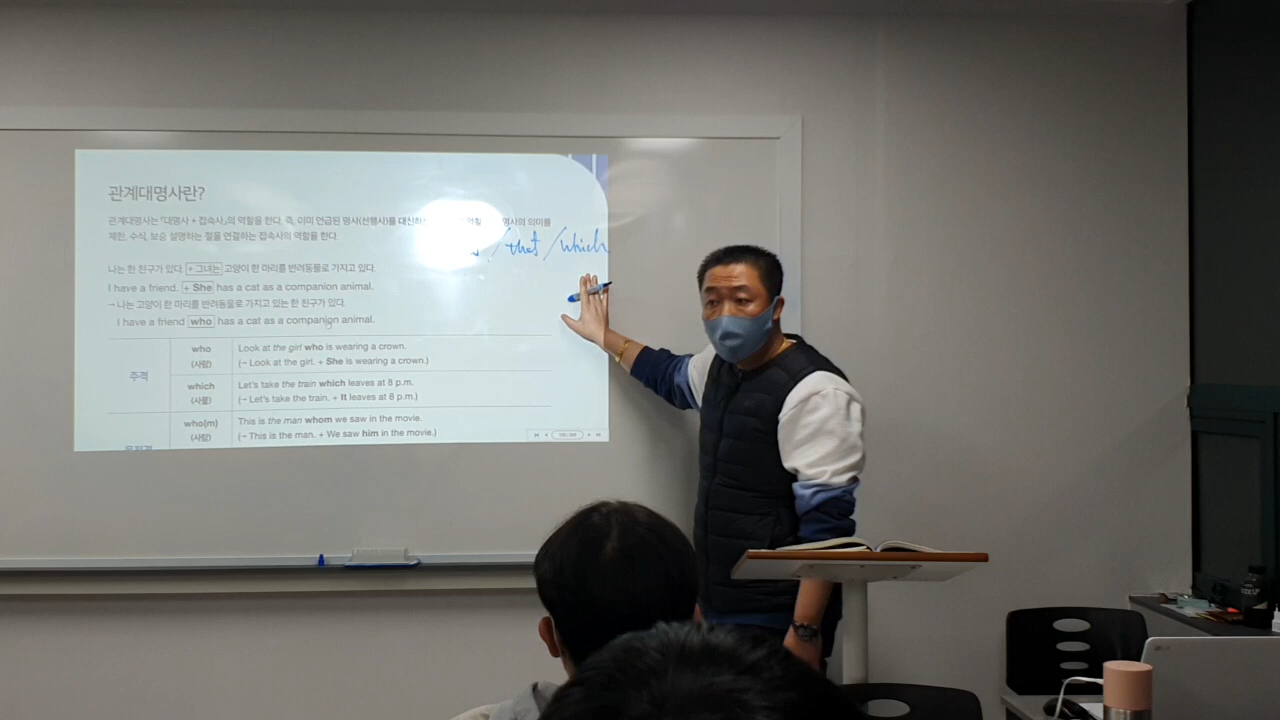 관계대명사란?
관계대명사는 「대명사 + 접속사」의 역할을 한다. 즉, 이미 언급된 명사(선행사)를 대신하 명사의 의미를
제한, 수식, 보충 설명하는 절을 연결하는 접속사의 역할을 한다.
/that /which
나는 한 친구가 있다. + 그녀는 고양이 한 마리를 반려동물로 가지고 있다.
I have a friend. + She has a cat as a companion animal.
→ 나는 고양이 한 마리를 반려동물로 가지고 있는 한 친구가 있다.
I have a friend who has a cat as a companion animal.
주격
who
(사람)
Look at the girl who is wearing a crown.
(→ Look at the girl. + She is wearing a crown.)
which
(사물)
Let's take the train which leaves at 8 p.m.
(→ Let's take the train. + It leaves at 8 p.m.)
who(m)
(사람)
This is the man whom we saw in the movie.
(→ This is the man. + We saw him in the movie.)